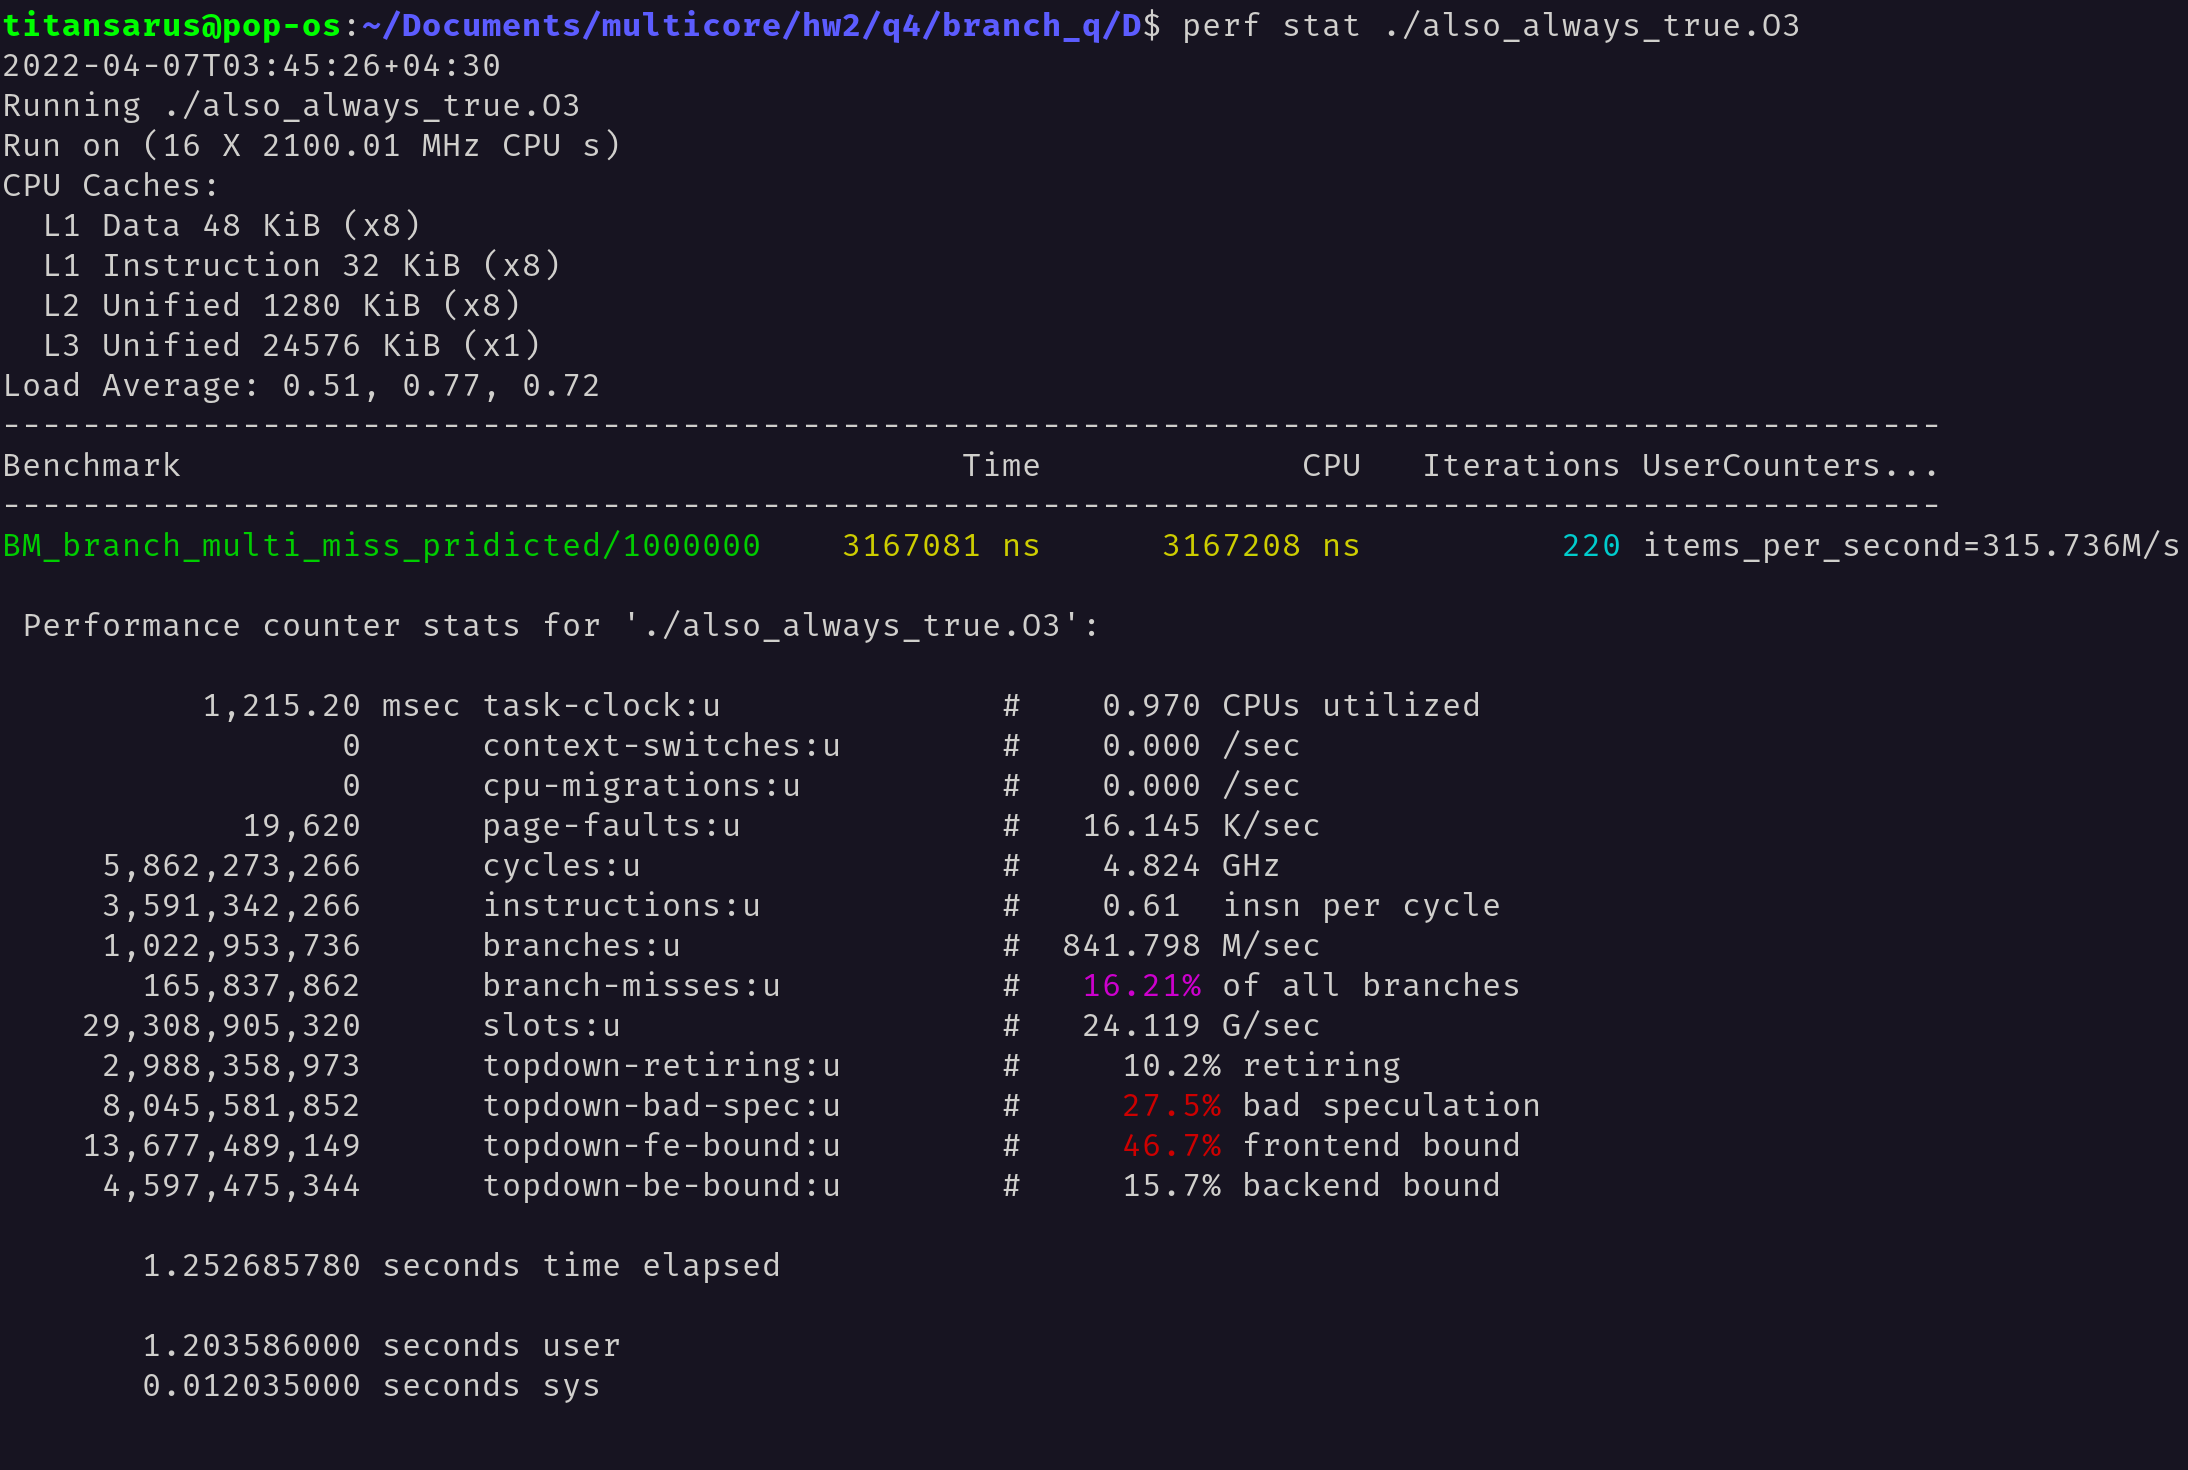 titansarus@pop-os:~/Documents/multicore/hw2/q4/branch_q/D$ perf stat ./also_always_true.O3
2022-04-07T03:45:26+04:30
Running ./also_always_true.O3
Run on (16 X 2100.01 MHz CPU s)
CPU Caches:
  L1 Data 48 KiB (x8)
  L1 Instruction 32 KiB (x8)
  L2 Unified 1280 KiB (x8)
  L3 Unified 24576 KiB (x1)
Load Average: 0.51, 0.77, 0.72
-------------------------------------------------------------------------------------------------
Benchmark                                       Time             CPU   Iterations UserCounters...
-------------------------------------------------------------------------------------------------
BM_branch_multi_miss_pridicted/1000000    3167081 ns      3167208 ns          220 items_per_second=315.736M/s
 Performance counter stats for './also_always_true.O3':
          1,215.20 msec task-clock:u              #    0.970 CPUs utilized
                 0      context-switches:u        #    0.000 /sec
                 0      cpu-migrations:u          #    0.000 /sec
            19,620      page-faults:u             #   16.145 K/sec
     5,862,273,266      cycles:u                  #    4.824 GHz
     3,591,342,266      instructions:u            #    0.61  insn per cycle
     1,022,953,736      branches:u                #  841.798 M/sec
       165,837,862      branch-misses:u           #   16.21% of all branches
    29,308,905,320      slots:u                   #   24.119 G/sec
     2,988,358,973      topdown-retiring:u        #     10.2% retiring
     8,045,581,852      topdown-bad-spec:u        #     27.5% bad speculation
    13,677,489,149      topdown-fe-bound:u        #     46.7% frontend bound
     4,597,475,344      topdown-be-bound:u        #     15.7% backend bound
       1.252685780 seconds time elapsed
       1.203586000 seconds user
       0.012035000 seconds sys